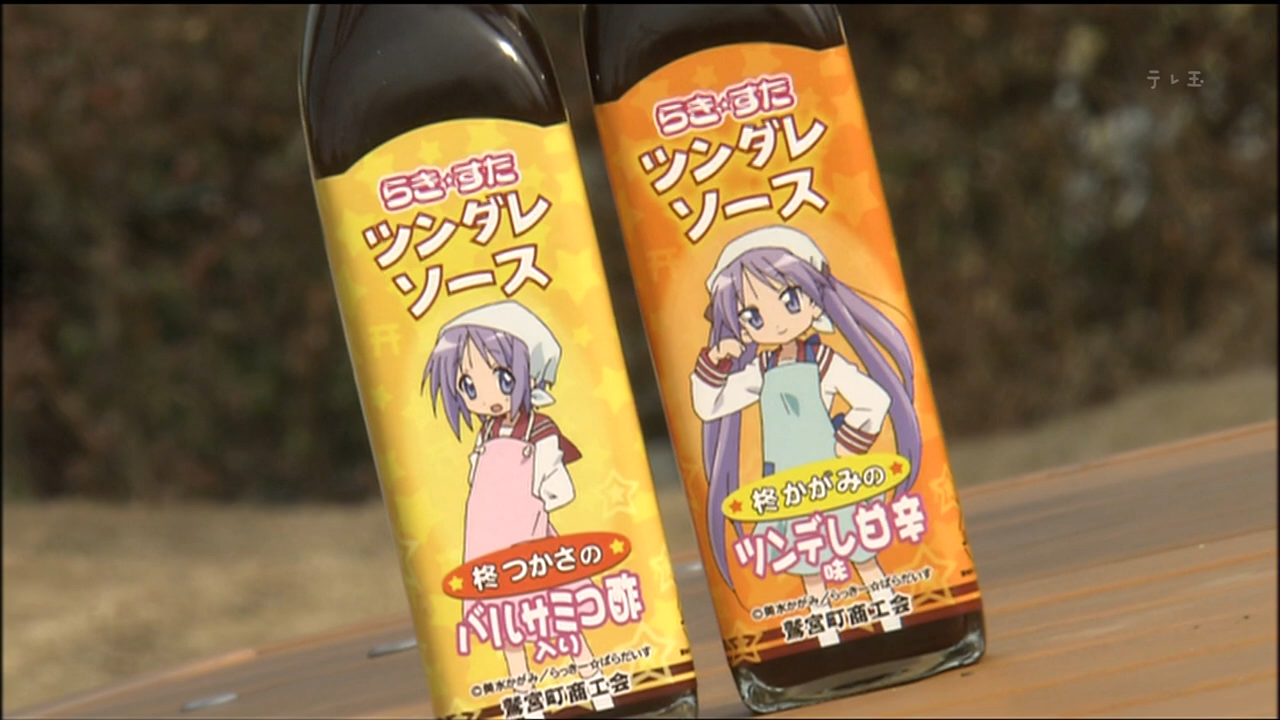 テレ玉
らき☆すた
ツンダレ
ソース
柊つかさの
バルサミコ酢
入り
©美水かがみ/らっきー☆ぱらだいす
鷲宮町商工会
らき☆すた
ツンダレ
ソース
柊かがみの
ツンデレ甘辛
味
©美水かがみ/らっきー☆ぱらだいす
鷲宮町商工会